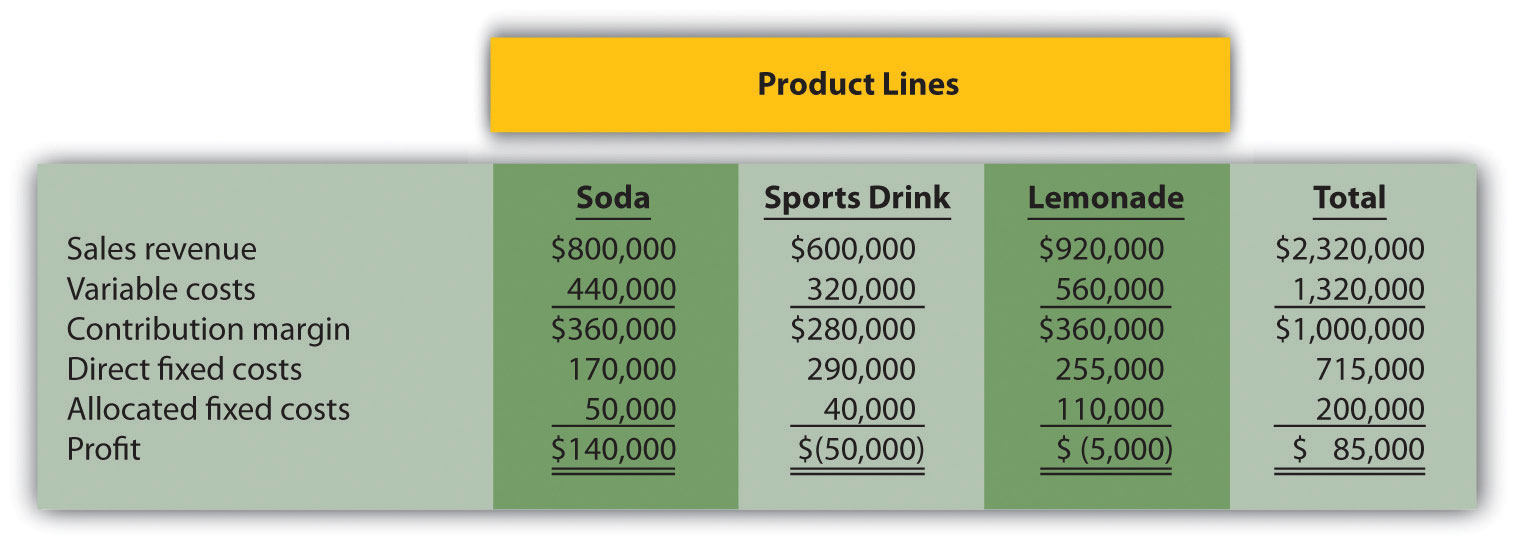 Product Lines
Soda Sports Drink Lemonade Total
Sales revenue $800,000 $600,000 $920,000 $2,320,000
Variable costs 440,000 320,000 560,000 1,320,000
Contribution margin $360,000 $280,000 $360,000 $1,000,000
Direct fixed costs 170,000 290,000 255,000 715,000
Allocated fixed costs 50,000 40,000 110,000 200,000
Profit $140,000 $(50,000) $ (5,000) $ 85,000